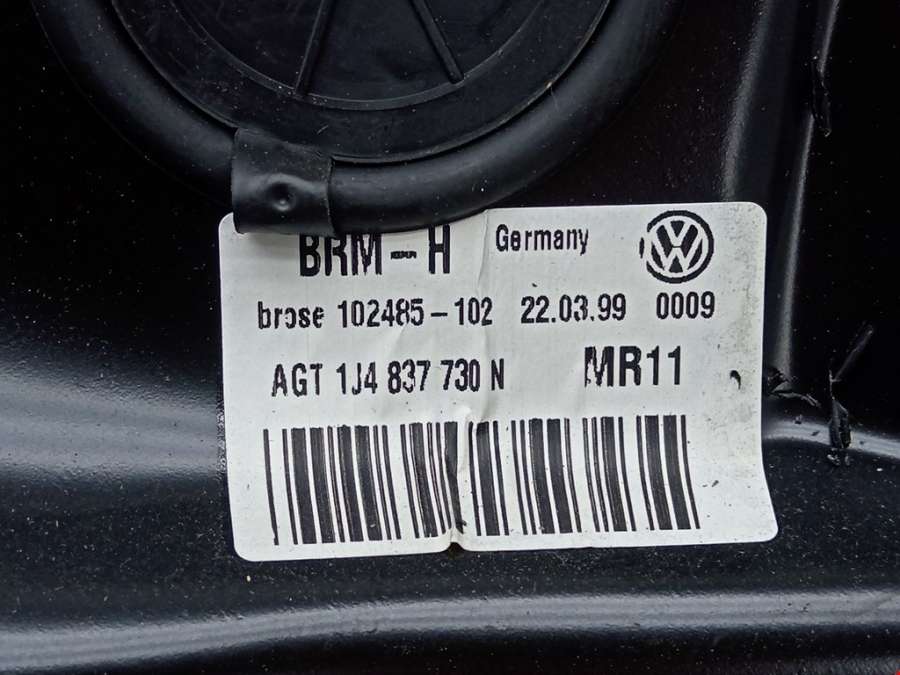 BRM-H Germany
brose 102485-102 22.03.99 0009
AGT 1J4 837 730 N MR11